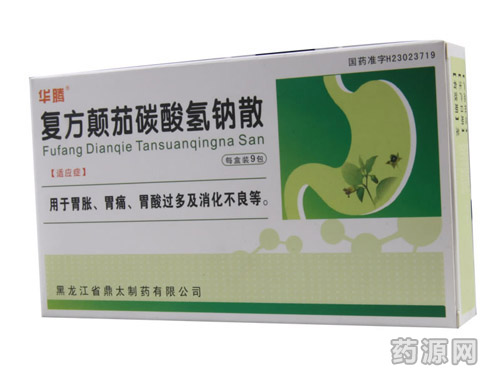 国药准字H23023719
华腾
复方颠茄碳酸氢钠散
Fufang Dianqie Tansuanqingna San
每盒装9包
【适应症】
用于胃胀、胃痛、胃酸过多及消化不良等。
黑龙江省鼎太制药有限公司
药源网